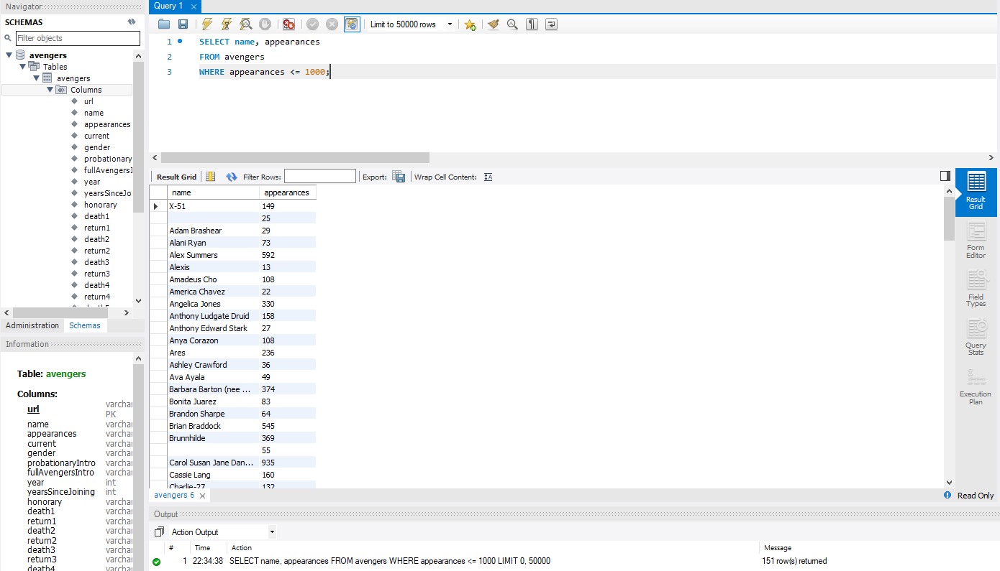 Navigator
SCHEMAS
Filter objects
avengers
Tables
avengers
Columns
url
name
appearances
current
gender
probationary
fullAvengersI
year
yearsSinceJoi
honorary
death1
return1
death2
return2
death3
return3
death4
return4
Administration Schemas
Information
Table: avengers
Columns:
url varchar PK
name varchar
appearances varchar
current varchar
gender varchar
probationaryIntro varchar
fullAvengersIntro varchar
year int
yearsSinceJoining int
honorary varchar
death1 varchar
return1 varchar
death2 varchar
return2 varchar
death3 varchar
return3 varchar
death4 varchar
Query 1
Limit to 50000 rows
1 SELECT name, appearances
2 FROM avengers
3 WHERE appearances <= 1000;
Result Grid Filter Rows: Export: Wrap Cell Content:
name appearances
X-51 149
25
Adam Brashear 29
Alani Ryan 73
Alex Summers 592
Alexis 13
Amadeus Cho 108
America Chavez 22
Angelica Jones 330
Anthony Ludgate Druid 158
Anthony Edward Stark 27
Anya Corazon 108
Ares 236
Ashley Crawford 36
Ava Ayala 49
Barbara Barton (nee ... 374
Bonita Juarez 83
Brandon Sharpe 64
Brian Braddock 545
Brunnhilde 369
55
Carol Susan Jane Dan... 935
Cassie Lang 160
Charlie-27 132
Result
Grid
Form
Editor
Field
Types
Query
Stats
Execution
Plan
avengers 6 Read Only
Output
Action Output
# Time Action Message
1 22:34:38 SELECT name, appearances FROM avengers WHERE appearances <= 1000 LIMIT 0, 50000 151 row(s) returned